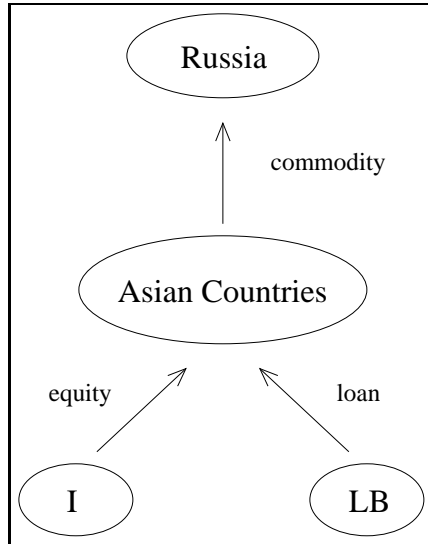 Russia
commodity
Asian Countries
equity
loan
I
LB